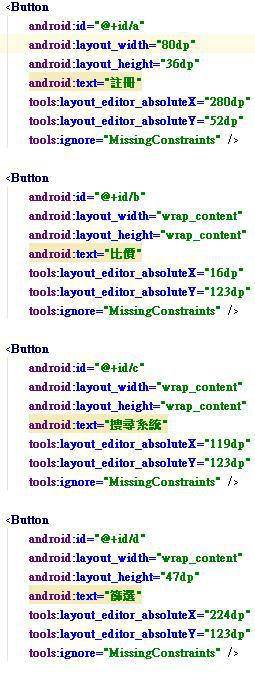 <Button
android:id="@+id/a"
android:layout_width="80dp"
android:layout_height="36dp"
android:text="註冊"
tools:layout_editor_absoluteX="280dp"
tools:layout_editor_absoluteY="52dp"
tools:ignore="MissingConstraints" />
<Button
android:id="@+id/b"
android:layout_width="wrap_content"
android:layout_height="wrap_content"
android:text="比價"
tools:layout_editor_absoluteX="16dp"
tools:layout_editor_absoluteY="123dp"
tools:ignore="MissingConstraints" />
<Button
android:id="@+id/c"
android:layout_width="wrap_content"
android:layout_height="wrap_content"
android:text="搜尋系統"
tools:layout_editor_absoluteX="119dp"
tools:layout_editor_absoluteY="123dp"
tools:ignore="MissingConstraints" />
<Button
android:id="@+id/d"
android:layout_width="wrap_content"
android:layout_height="47dp"
android:text="篩選"
tools:layout_editor_absoluteX="224dp"
tools:layout_editor_absoluteY="123dp"
tools:ignore="MissingConstraints" />